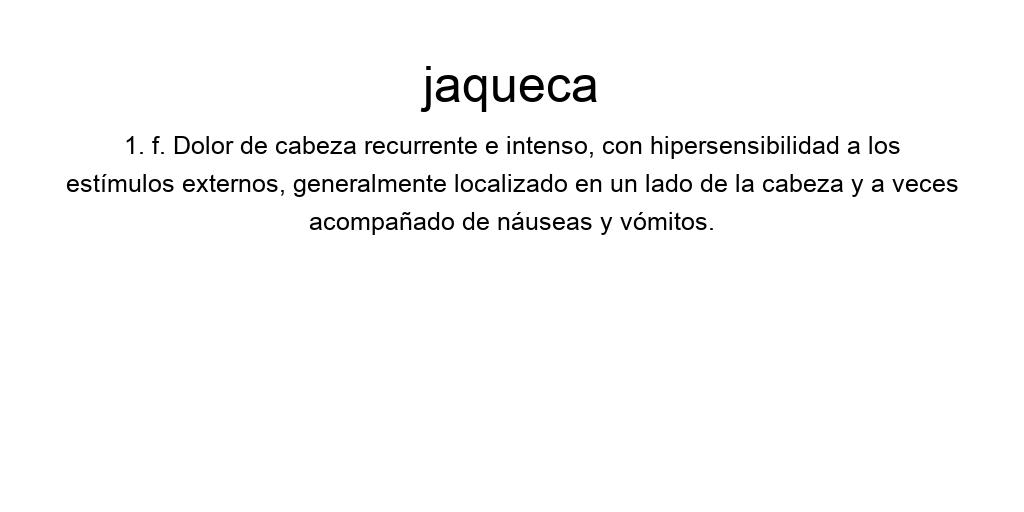 jaqueca
1. f. Dolor de cabeza recurrente e intenso, con hipersensibilidad a los
estímulos externos, generalmente localizado en un lado de la cabeza y a veces
acompañado de náuseas y vómitos.